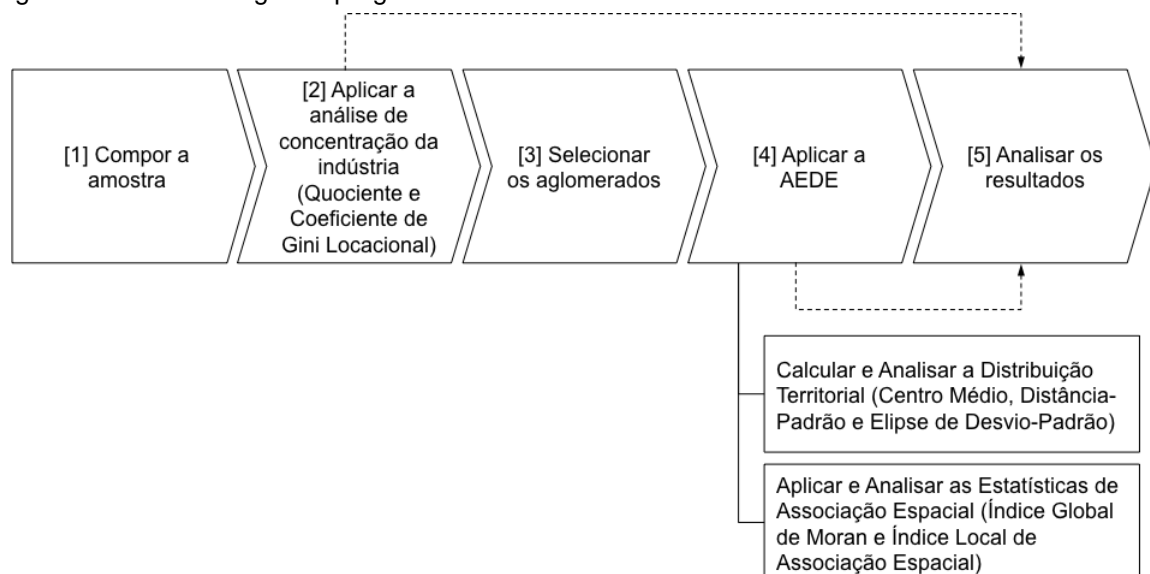 [1] Compor a
amostra
[2] Aplicar a
análise de
concentração da
indústria
(Quociente e
Coeficiente de
Gini Locacional)
[3] Selecionar
os aglomerados
[4] Aplicar a
AEDE
[5] Analisar os
resultados
Calcular e Analisar a Distribuição
Territorial (Centro Médio, Distância-
Padrão e Elipse de Desvio-Padrão)
Aplicar e Analisar as Estatísticas de
Associação Espacial (Índice Global
de Moran e Índice Local de
Associação Espacial)